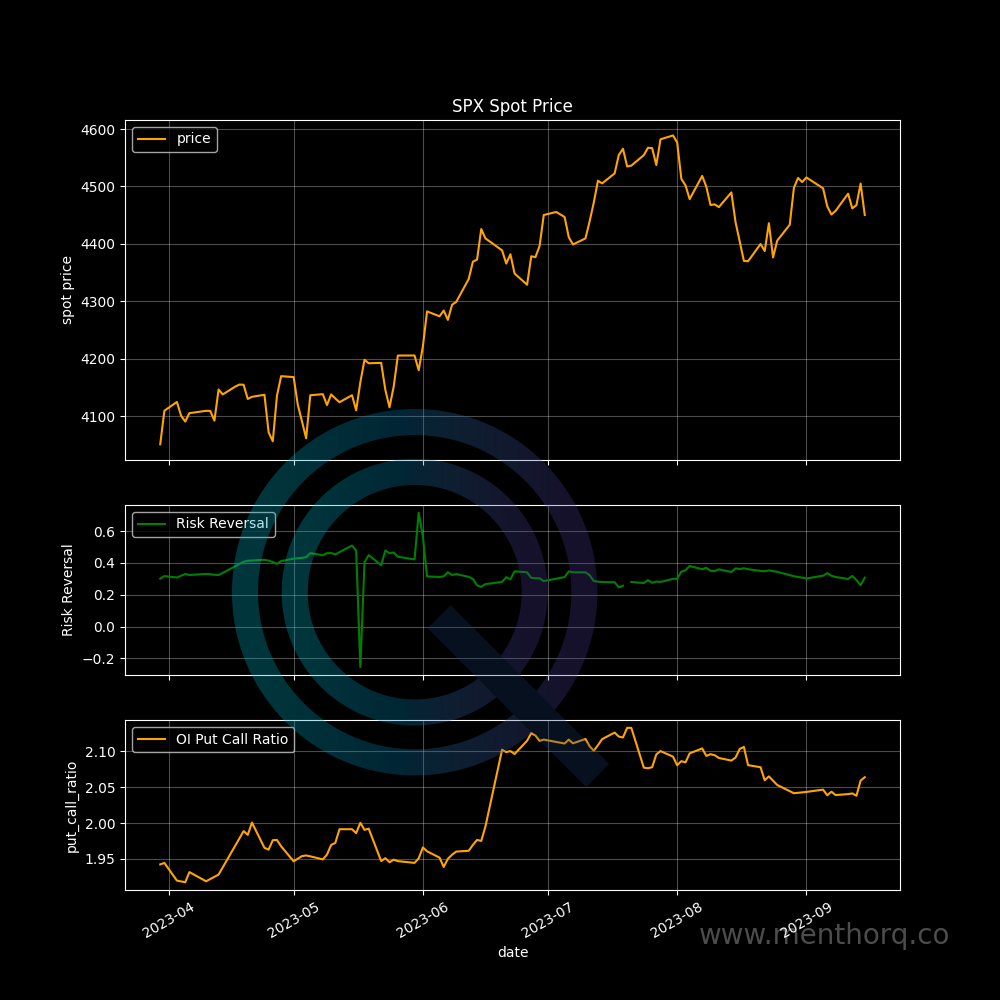 SPX Spot Price
price
4600
4500
4400
4300
4200
4100
spot price
Risk Reversal
0.6
0.4
0.2
0.0
−0.2
Risk Reversal
OI Put Call Ratio
2.10
2.05
2.00
1.95
put_call_ratio
2023-04
2023-05
2023-06
2023-07
2023-08
2023-09
date
www.menthorq.co